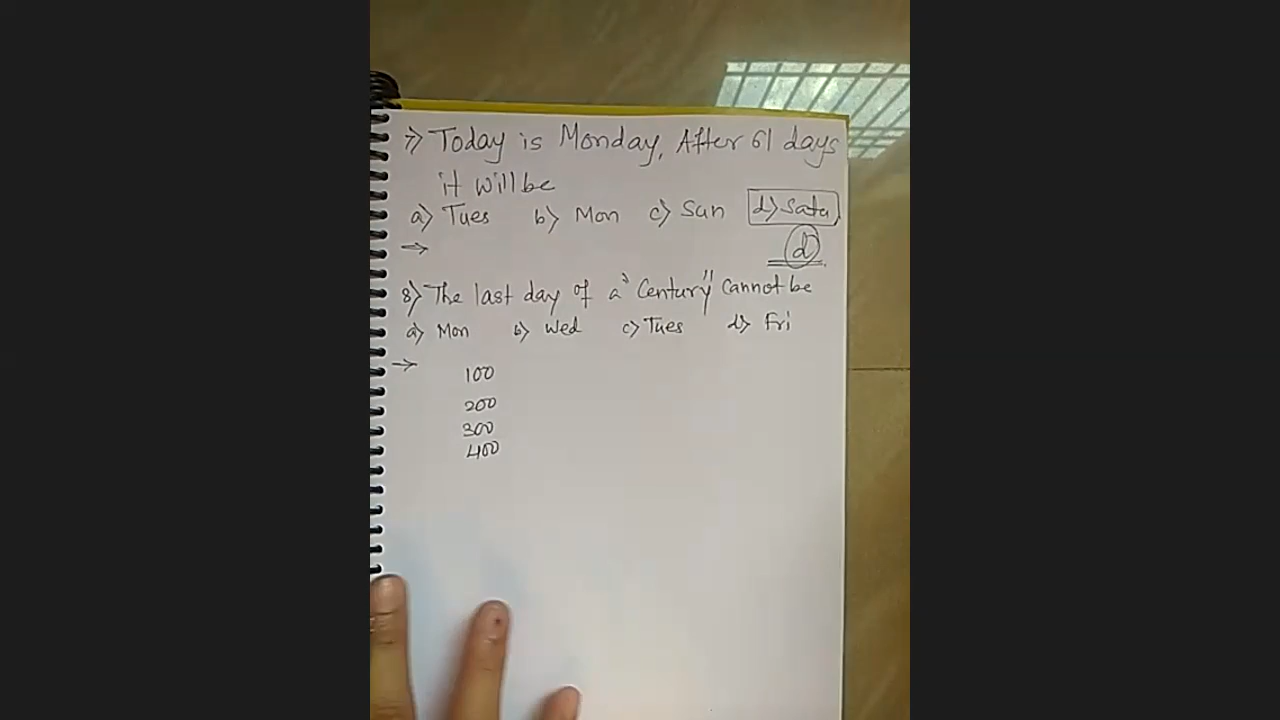 7) Today is Monday, After 61 days
it will be
a) Tues b) Mon c) Sun d) Satu
→ d
8) The last day of a "Century" cannot be
a) Mon b) Wed c) Tues d) Fri
→ 100
200
300
400